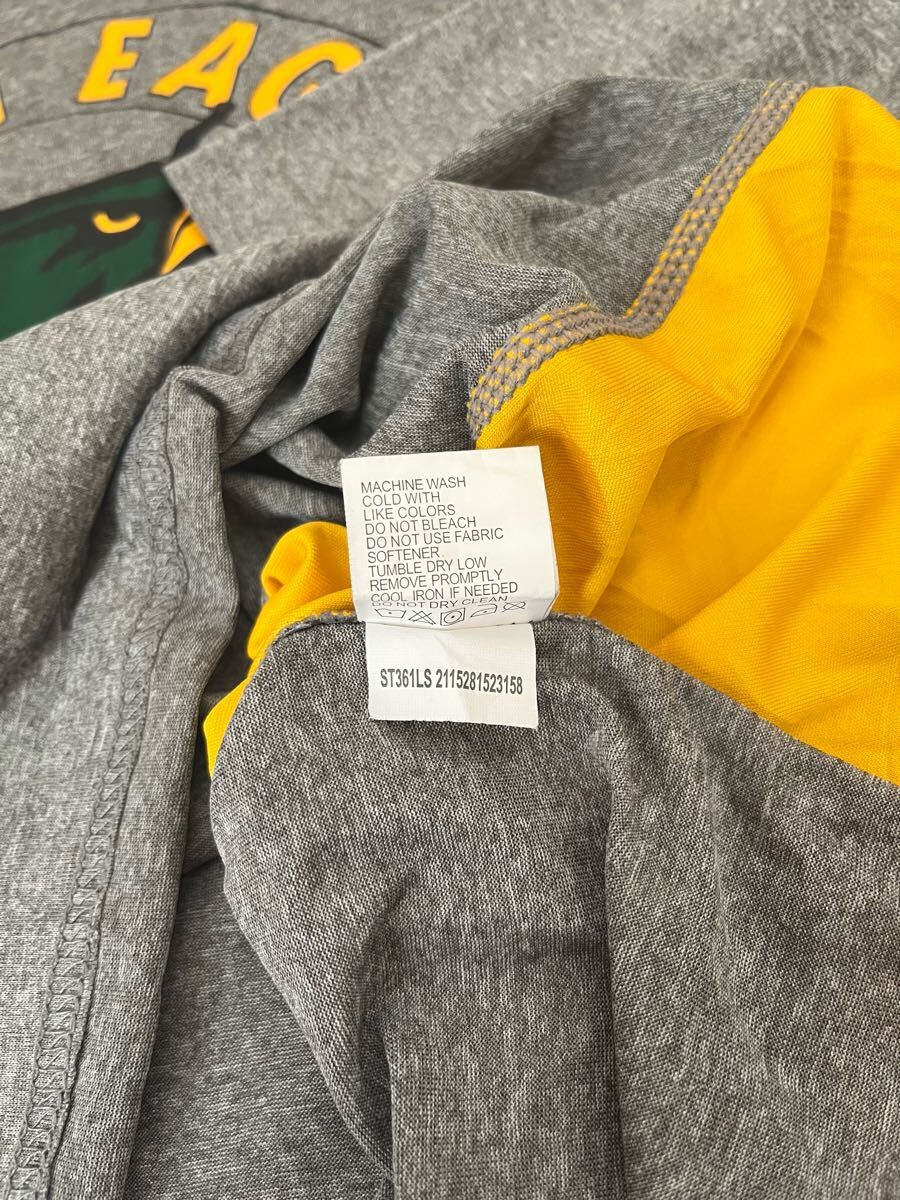 EAG
MACHINE WASH
COLD WITH
LIKE COLORS
DO NOT BLEACH
DO NOT USE FABRIC
SOFTENER
TUMBLE DRY LOW
REMOVE PROMPTLY
COOL IRON IF NEEDED
DO NOT DRY CLEAN
ST361LS 2115281523158